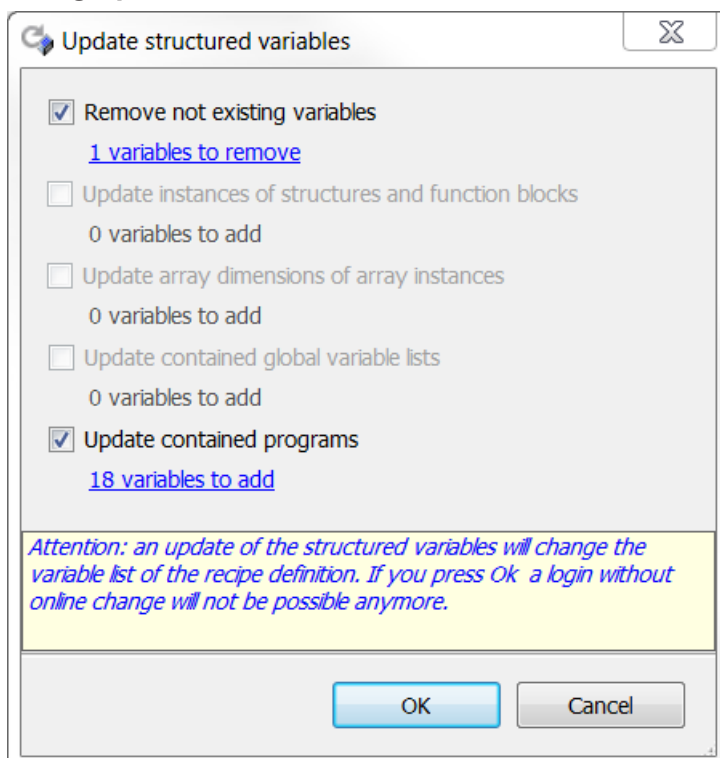 Update structured variables
Remove not existing variables
1 variables to remove
Update instances of structures and function blocks
0 variables to add
Update array dimensions of array instances
0 variables to add
Update contained global variable lists
0 variables to add
Update contained programs
18 variables to add
Attention: an update of the structured variables will change the
variable list of the recipe definition. If you press Ok a login without
online change will not be possible anymore.
OK
Cancel